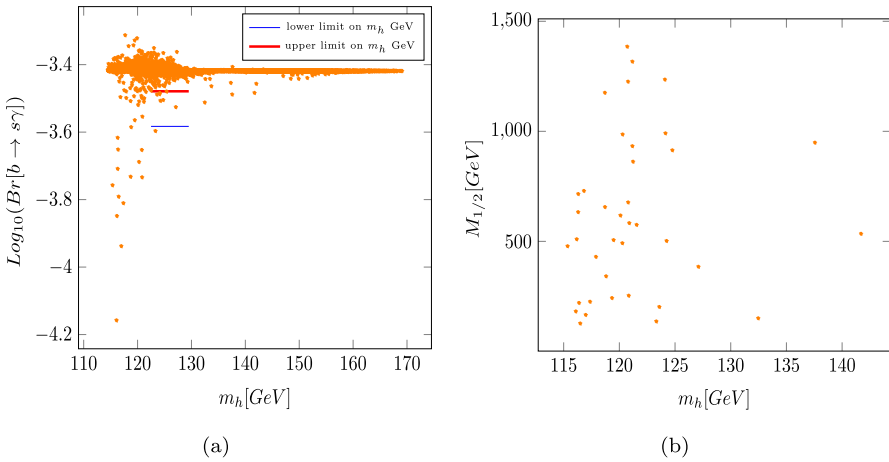 lower limit on m_h GeV
upper limit on m_h GeV
−3.4
−3.6
−3.8
−4
−4.2
Log_10(Br[b → sγ])
110 120 130 140 150 160 170
m_h[GeV]
(a)
1,500
1,000
500
M_1/2[GeV]
115 120 125 130 135 140
m_h[GeV]
(b)